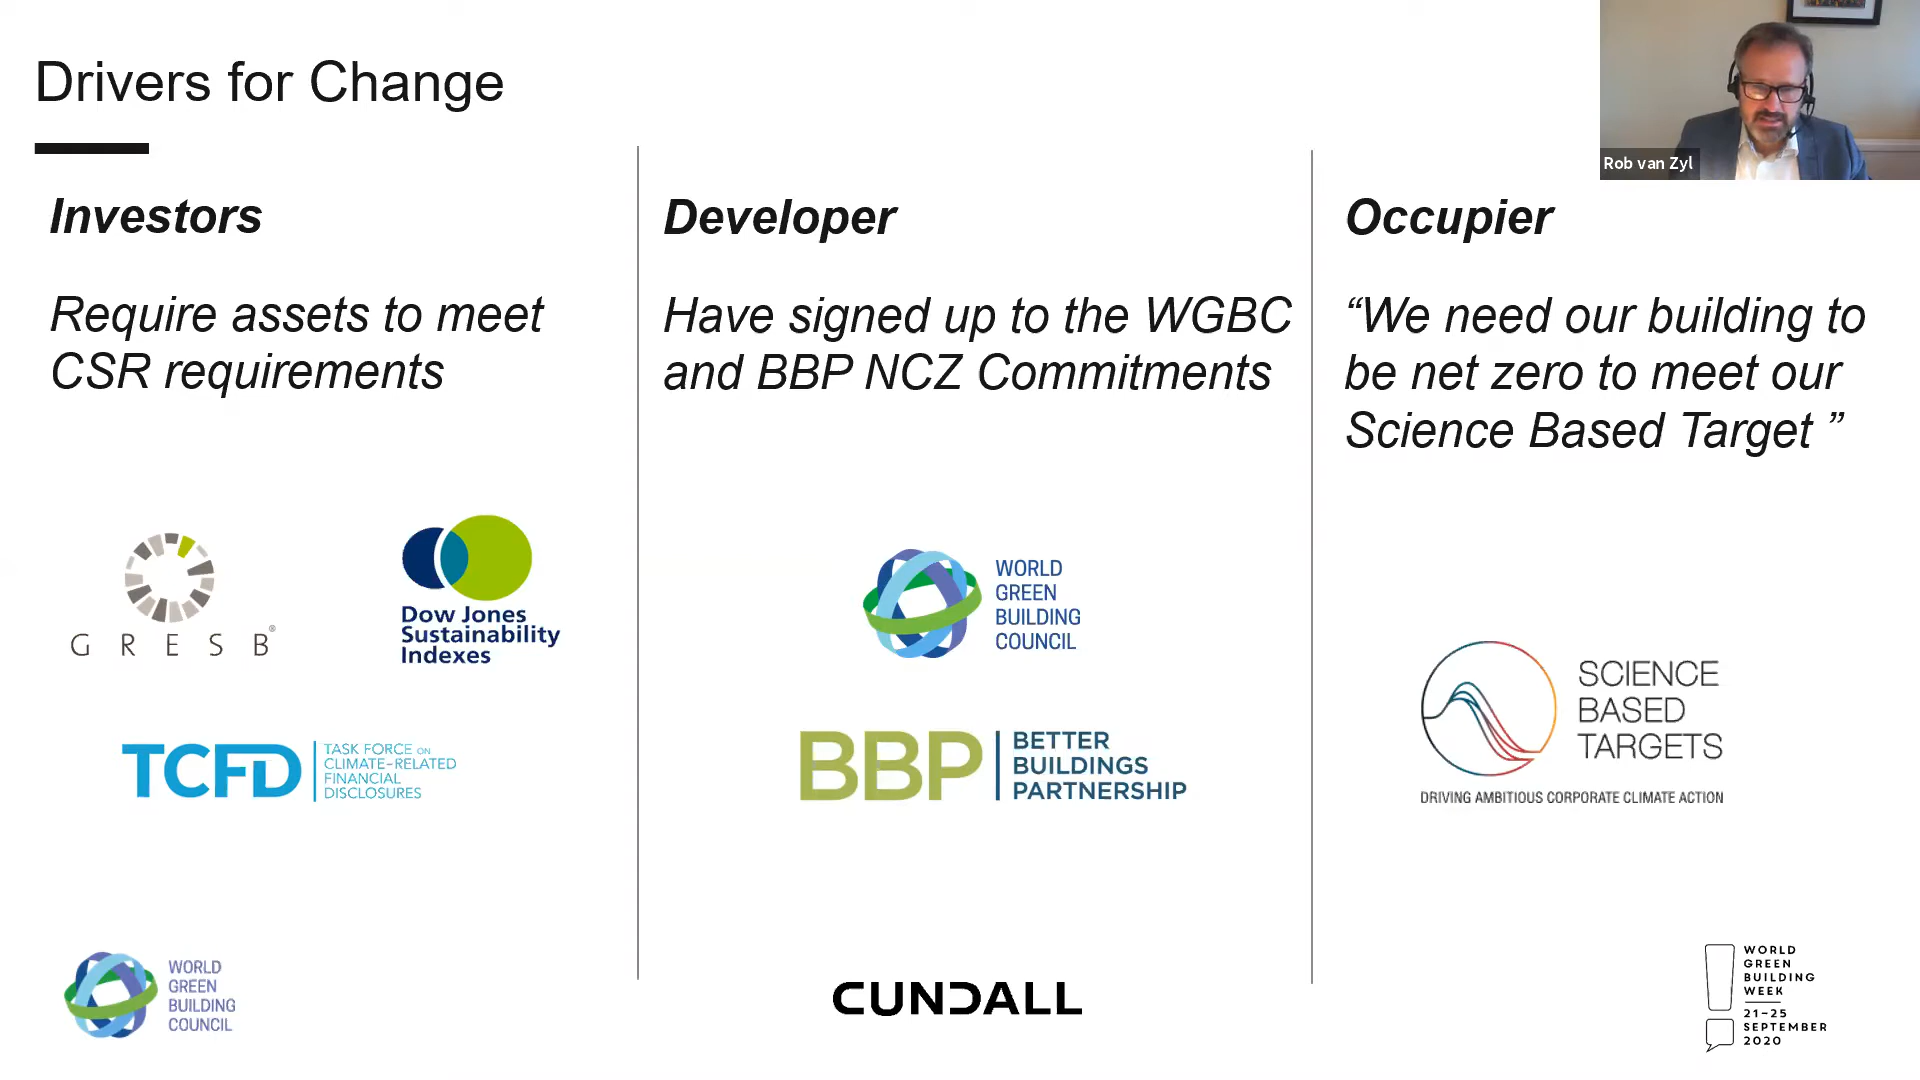 Drivers for Change
Rob van Zyl
Investors
Require assets to meet
CSR requirements
GRESB®
Dow Jones
Sustainability
Indexes
TCFD
TASK FORCE ON
CLIMATE-RELATED
FINANCIAL
DISCLOSURES
Developer
Have signed up to the WGBC
and BBP NCZ Commitments
WORLD
GREEN
BUILDING
COUNCIL
BBP
BETTER
BUILDINGS
PARTNERSHIP
Occupier
“We need our building to
be net zero to meet our
Science Based Target ”
SCIENCE
BASED
TARGETS
DRIVING AMBITIOUS CORPORATE CLIMATE ACTION
WORLD
GREEN
BUILDING
COUNCIL
CUNDALL
WORLD
GREEN
BUILDING
WEEK
21–25
SEPTEMBER
2020